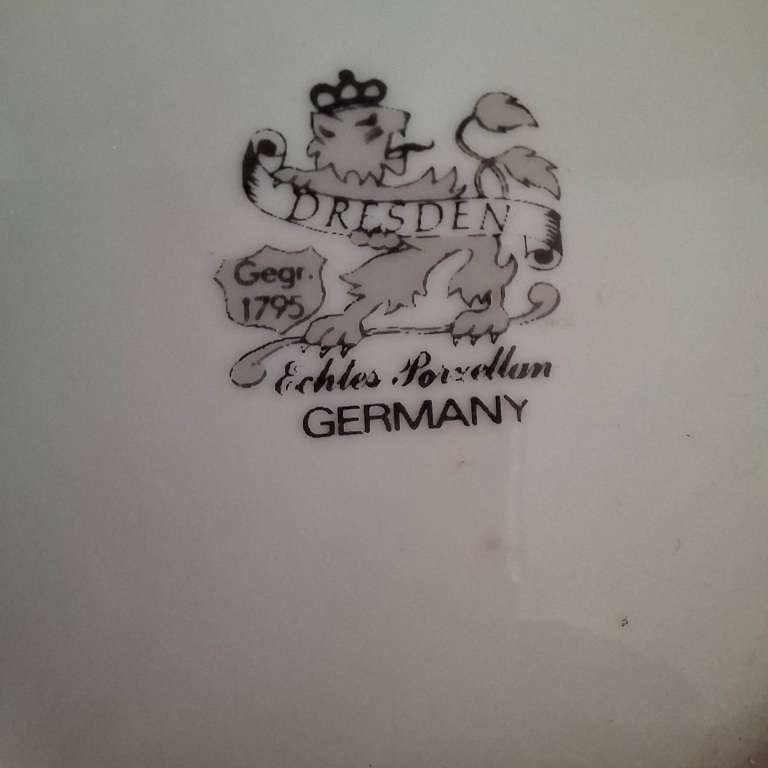 DRESDEN
Gegr.
1795
Echtes Porzellan
GERMANY